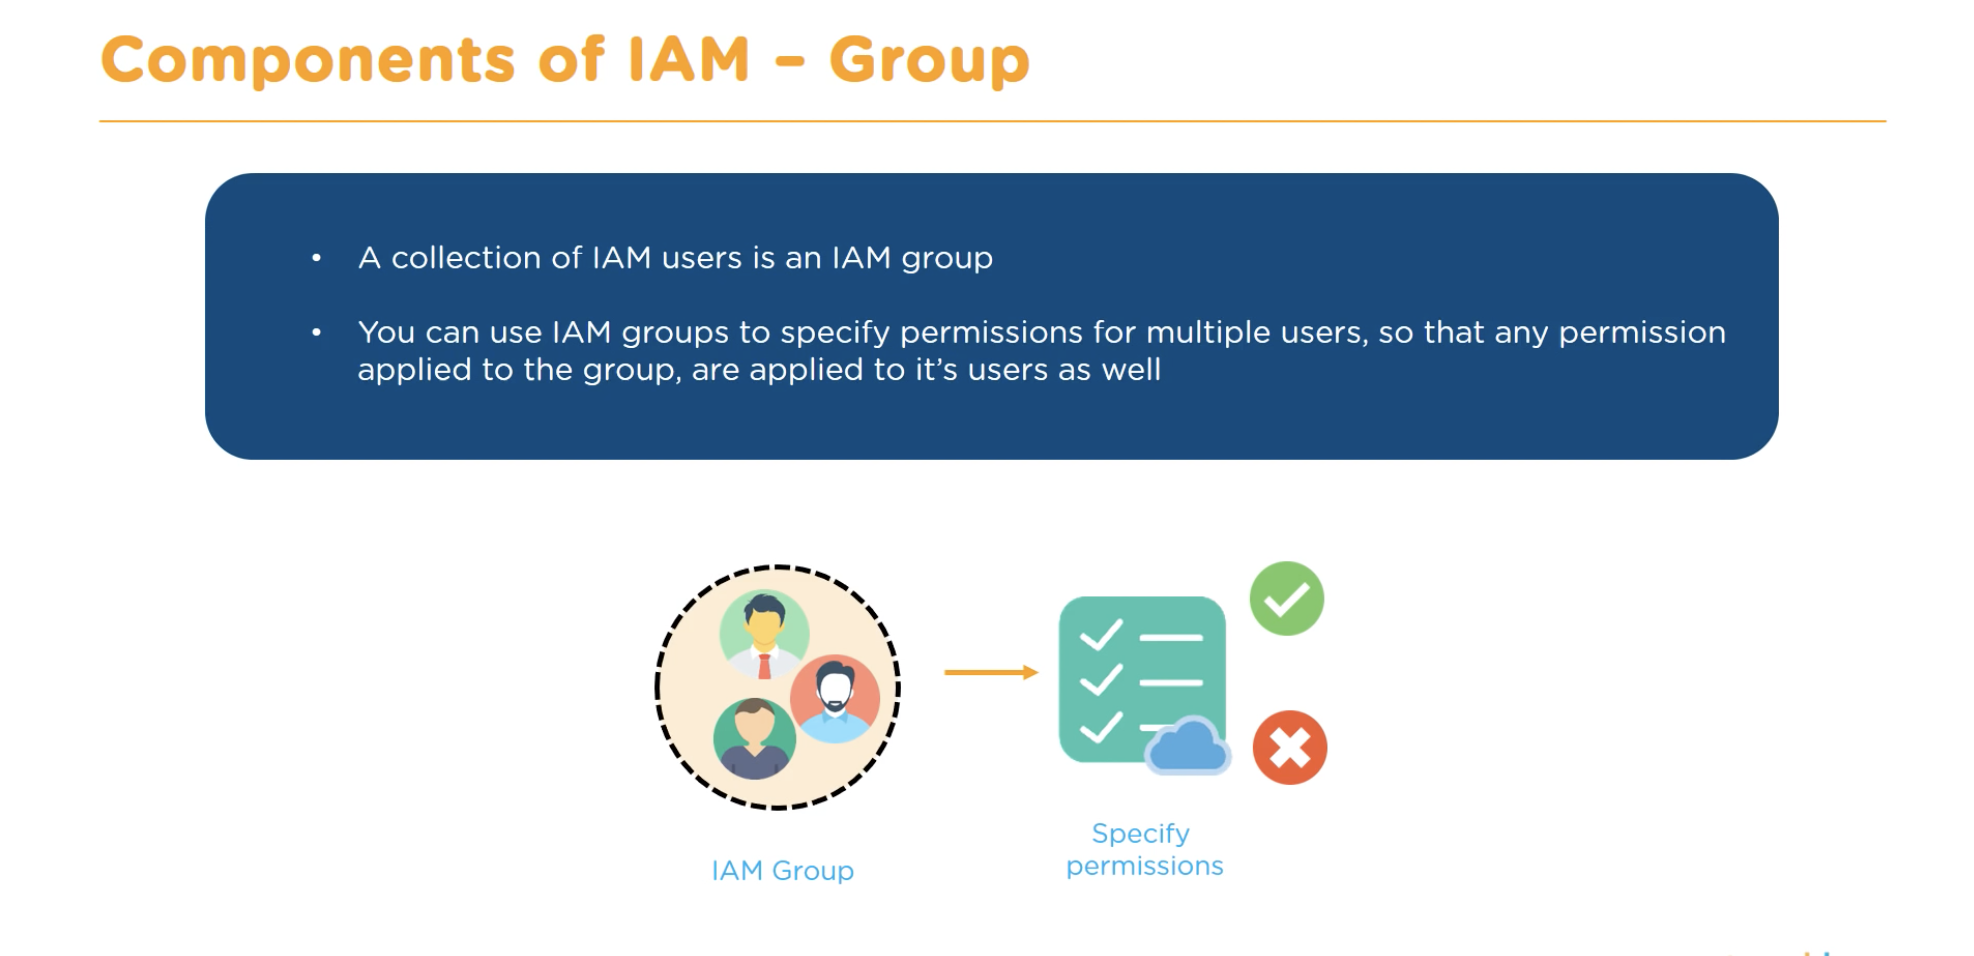 Components of IAM – Group
• A collection of IAM users is an IAM group
• You can use IAM groups to specify permissions for multiple users, so that any permission
applied to the group, are applied to it’s users as well
IAM Group
Specify
permissions